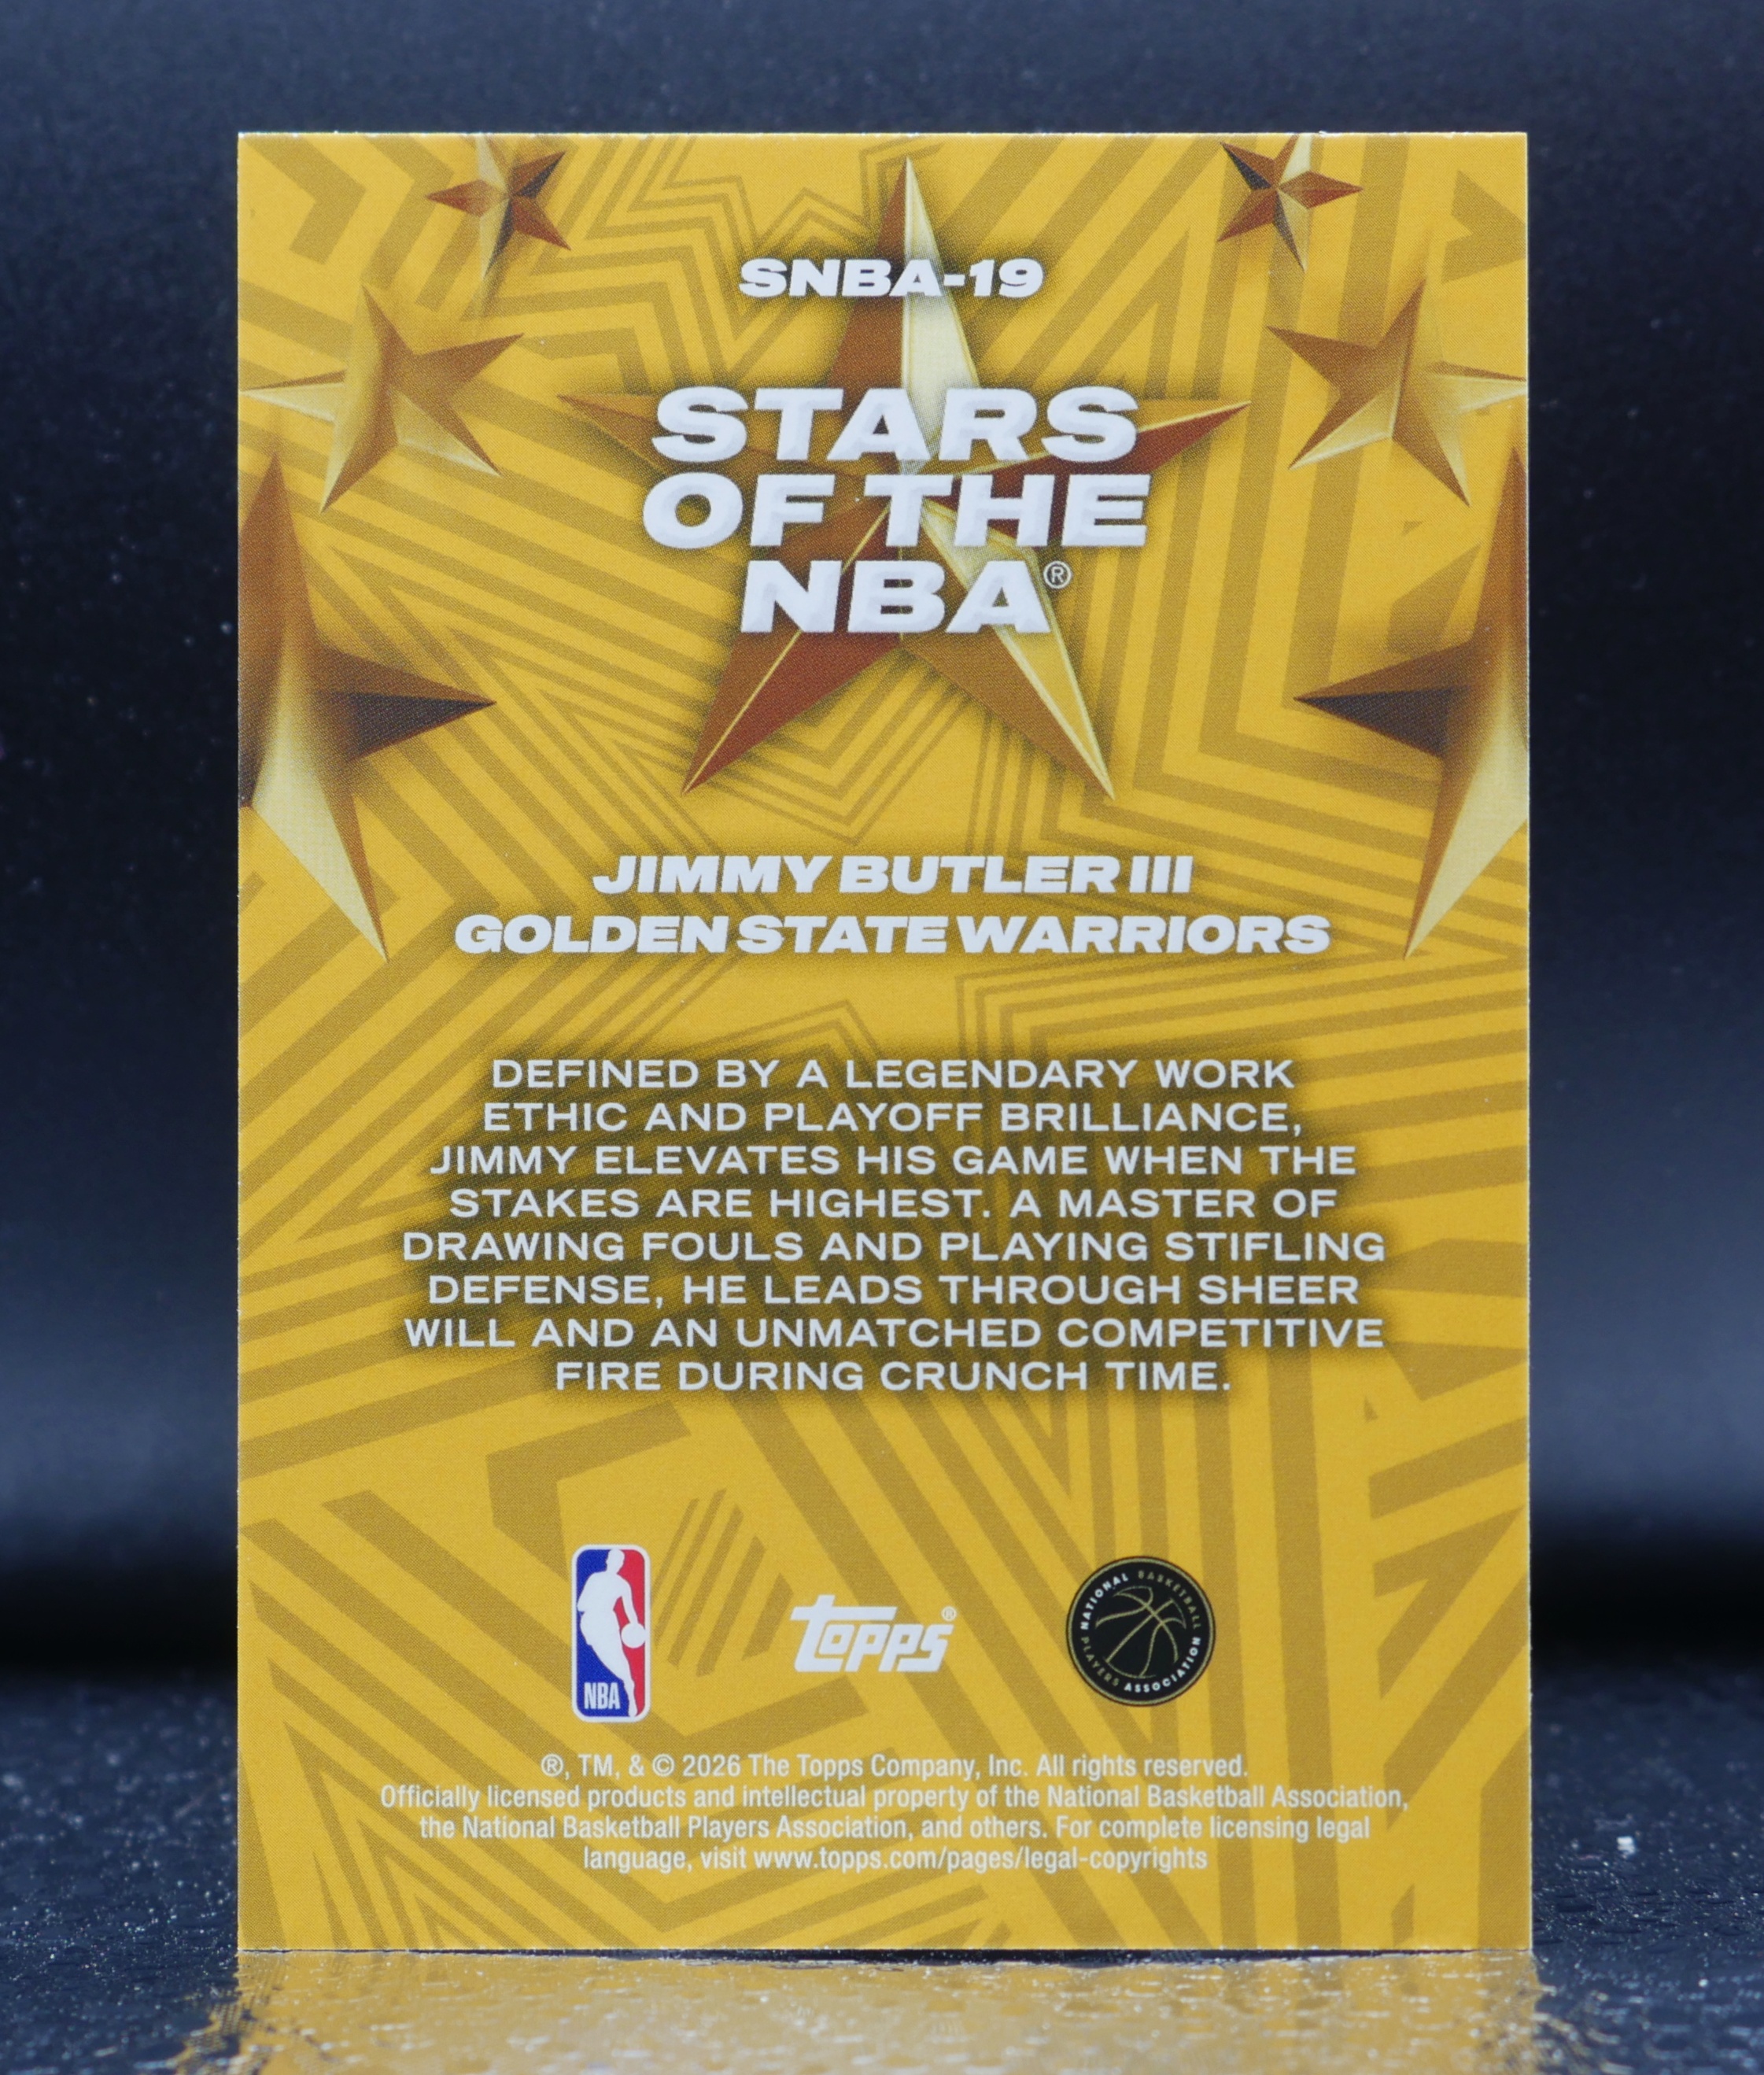 SNBA-19
STARS
OF THE
NBA®
JIMMY BUTLER III
GOLDEN STATE WARRIORS
DEFINED BY A LEGENDARY WORK
ETHIC AND PLAYOFF BRILLIANCE,
JIMMY ELEVATES HIS GAME WHEN THE
STAKES ARE HIGHEST. A MASTER OF
DRAWING FOULS AND PLAYING STIFLING
DEFENSE, HE LEADS THROUGH SHEER
WILL AND AN UNMATCHED COMPETITIVE
FIRE DURING CRUNCH TIME.
NBA
topps®
NATIONAL BASKETBALL
PLAYERS ASSOCIATION
®, TM, & © 2026 The Topps Company, Inc. All rights reserved.
Officially licensed products and intellectual property of the National Basketball Association,
the National Basketball Players Association, and others. For complete licensing legal
language, visit www.topps.com/pages/legal-copyrights